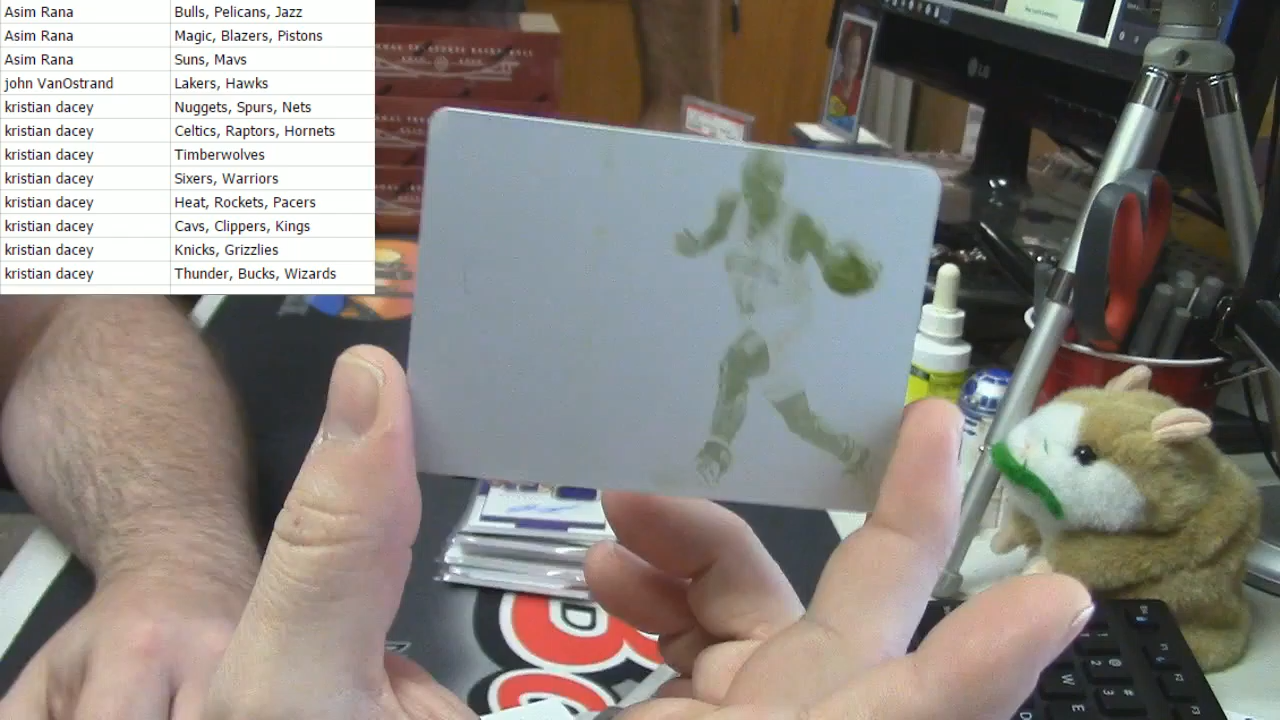 Asim Rana Bulls, Pelicans, Jazz
Asim Rana Magic, Blazers, Pistons
Asim Rana Suns, Mavs
john VanOstrand Lakers, Hawks
kristian dacey Nuggets, Spurs, Nets
kristian dacey Celtics, Raptors, Hornets
kristian dacey Timberwolves
kristian dacey Sixers, Warriors
kristian dacey Heat, Rockets, Pacers
kristian dacey Cavs, Clippers, Kings
kristian dacey Knicks, Grizzlies
kristian dacey Thunder, Bucks, Wizards
LG